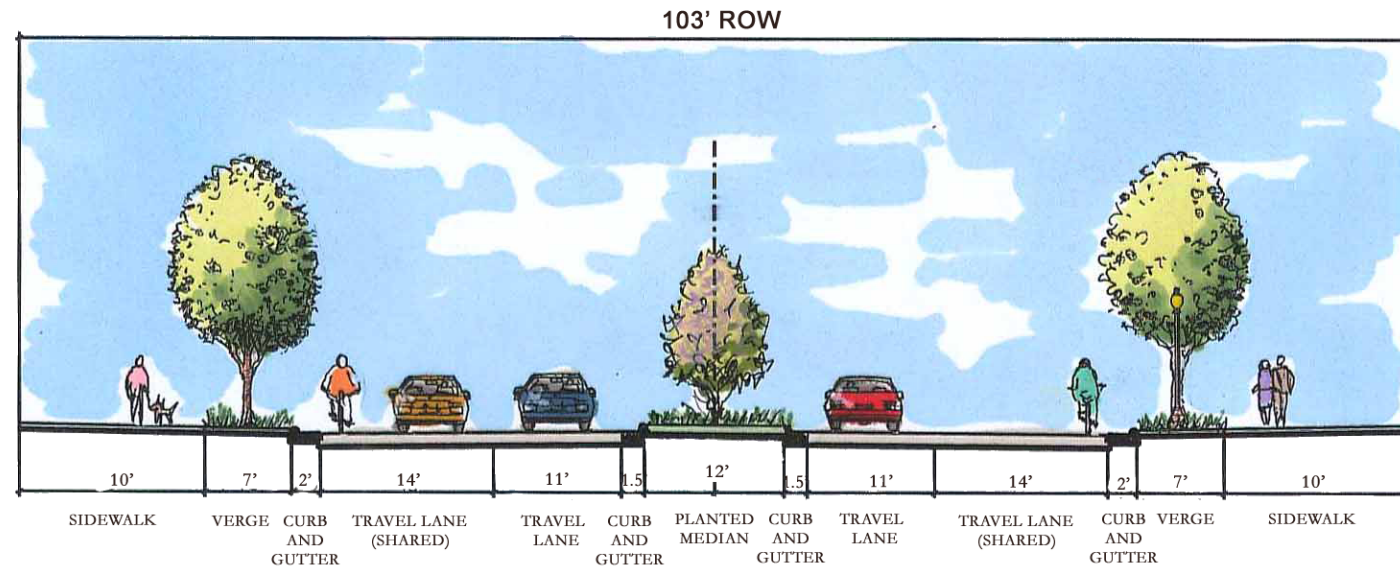 103' ROW
10' 7' 2' 14' 11' 1.5 12' 1.5 11' 14' 2' 7' 10'
SIDEWALK VERGE CURB TRAVEL LANE TRAVEL CURB PLANTED CURB TRAVEL TRAVEL LANE CURB VERGE SIDEWALK
AND (SHARED) LANE AND MEDIAN AND LANE (SHARED) AND
GUTTER GUTTER GUTTER GUTTER